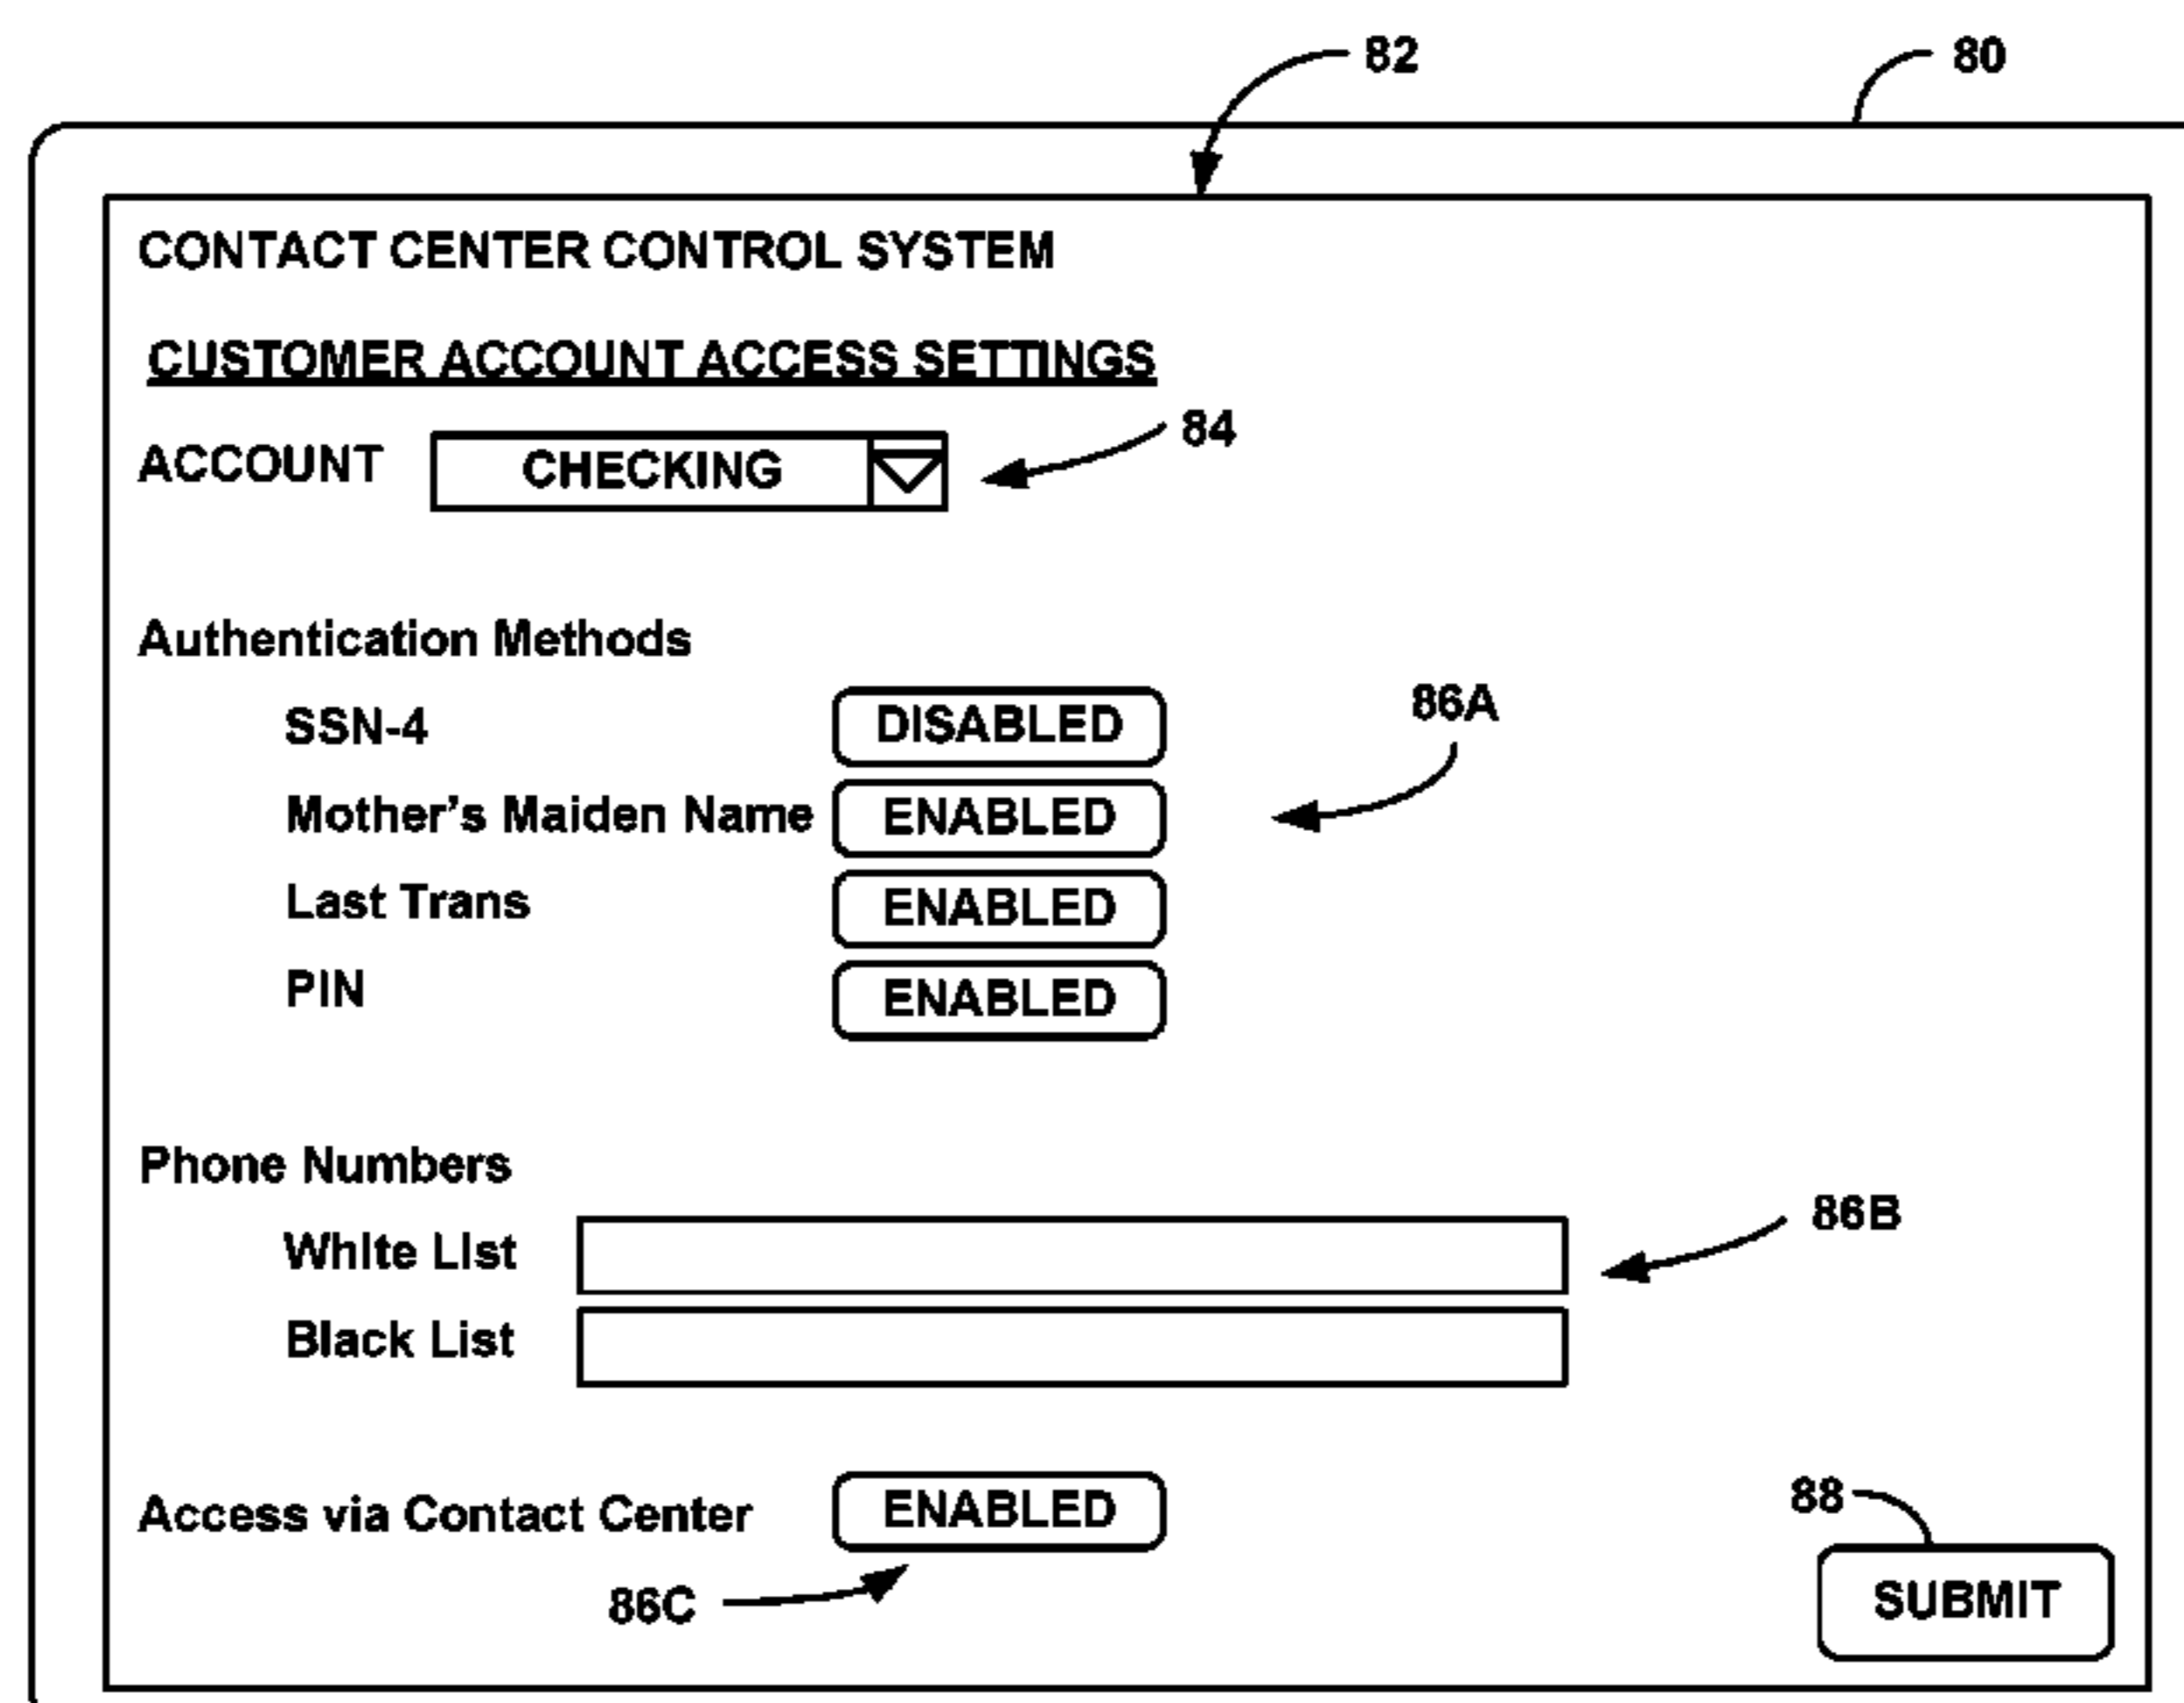 82 80
CONTACT CENTER CONTROL SYSTEM
CUSTOMER ACCOUNT ACCESS SETTINGS
84
ACCOUNT CHECKING
Authentication Methods
86A
SSN-4 DISABLED
Mother's Maiden Name ENABLED
Last Trans ENABLED
PIN ENABLED
Phone Numbers
86B
White List
Black List
88
Access via Contact Center ENABLED
86C
SUBMIT